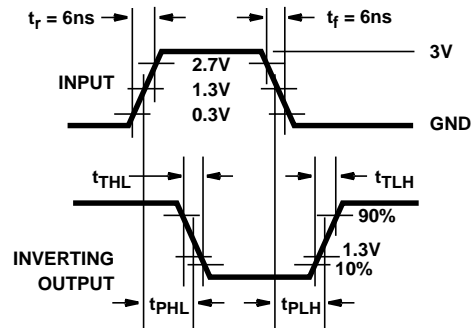 tr = 6ns
tf = 6ns
3V
2.7V
INPUT
1.3V
0.3V
GND
tTHL
tTLH
90%
INVERTING
OUTPUT
1.3V
10%
tPHL
tPLH